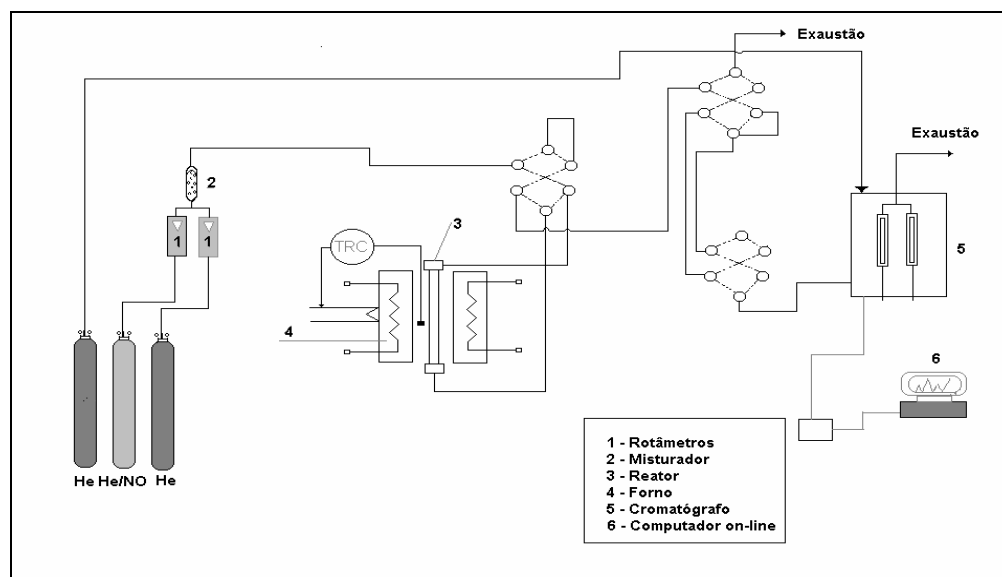 Exaustão
Exaustão
2
1
1
3
TRC
4
5
6
He He/NO He
1 - Rotâmetros
2 - Misturador
3 - Reator
4 - Forno
5 - Cromatógrafo
6 - Computador on-line